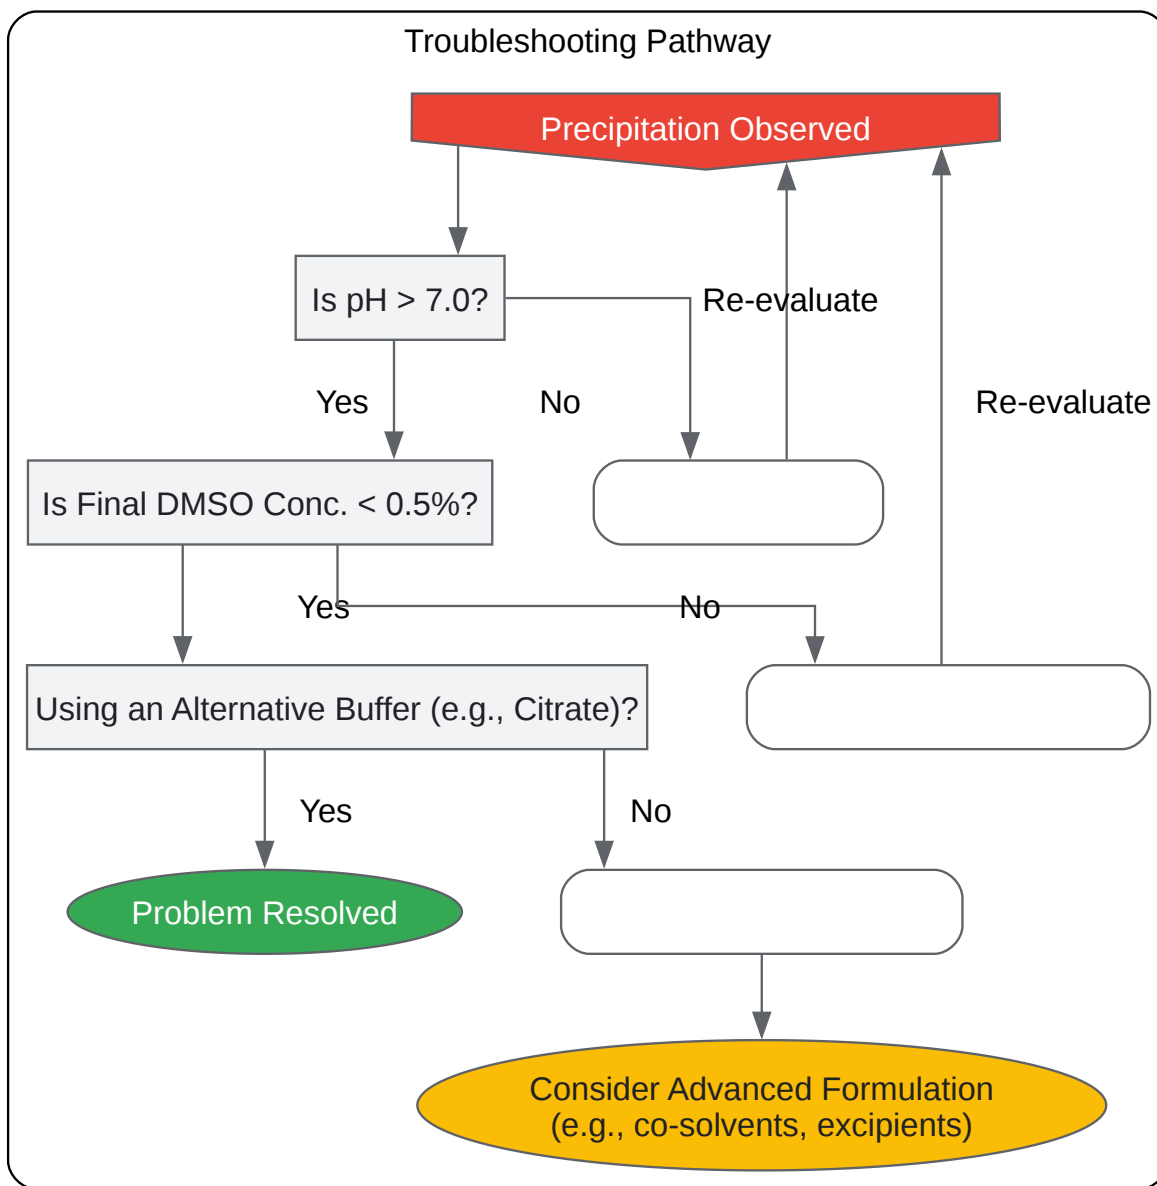 Troubleshooting Pathway
Precipitation Observed
Is pH > 7.0?
Re-evaluate
Yes
No
Re-evaluate
Is Final DMSO Conc. < 0.5%?
Yes
No
Using an Alternative Buffer (e.g., Citrate)?
Yes
No
Problem Resolved
Consider Advanced Formulation
(e.g., co-solvents, excipients)